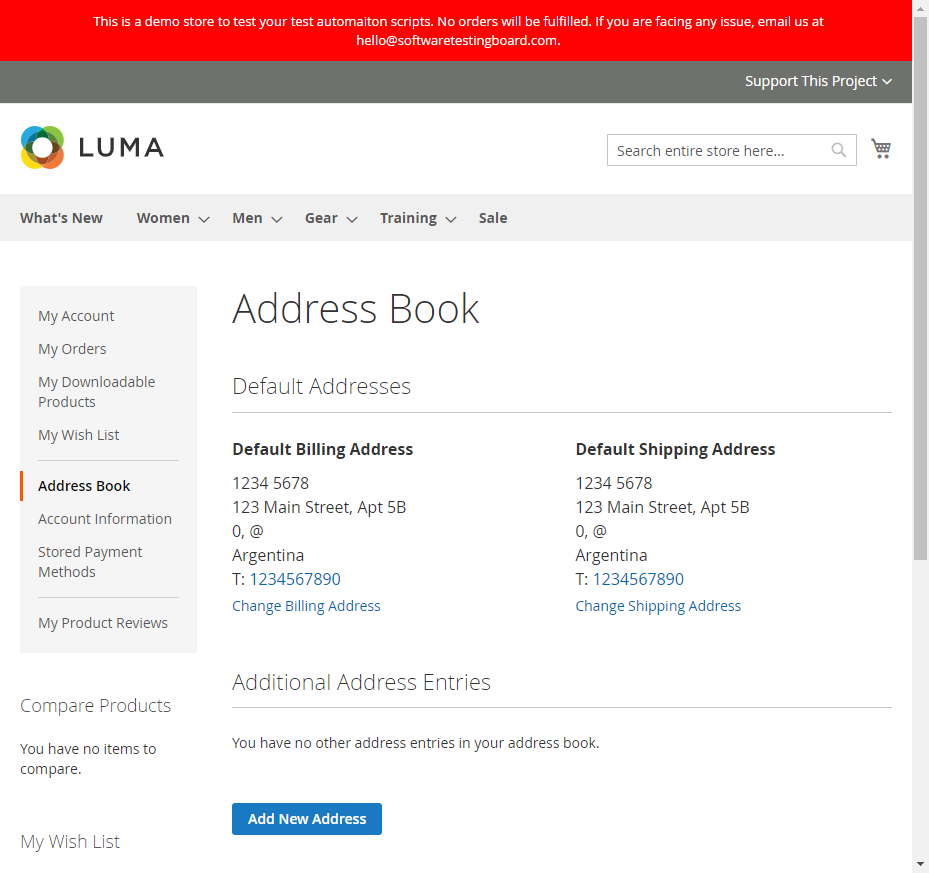 This is a demo store to test your test automaiton scripts. No orders will be fulfilled. If you are facing any issue, email us at
hello@softwaretestingboard.com.
Support This Project
LUMA
Search entire store here...
What's New Women Men Gear Training Sale
My Account
My Orders
My Downloadable
Products
My Wish List
Address Book
Account Information
Stored Payment
Methods
My Product Reviews
Compare Products
You have no items to
compare.
My Wish List
Address Book
Default Addresses
Default Billing Address
1234 5678
123 Main Street, Apt 5B
0, @
Argentina
T: 1234567890
Change Billing Address
Default Shipping Address
1234 5678
123 Main Street, Apt 5B
0, @
Argentina
T: 1234567890
Change Shipping Address
Additional Address Entries
You have no other address entries in your address book.
Add New Address